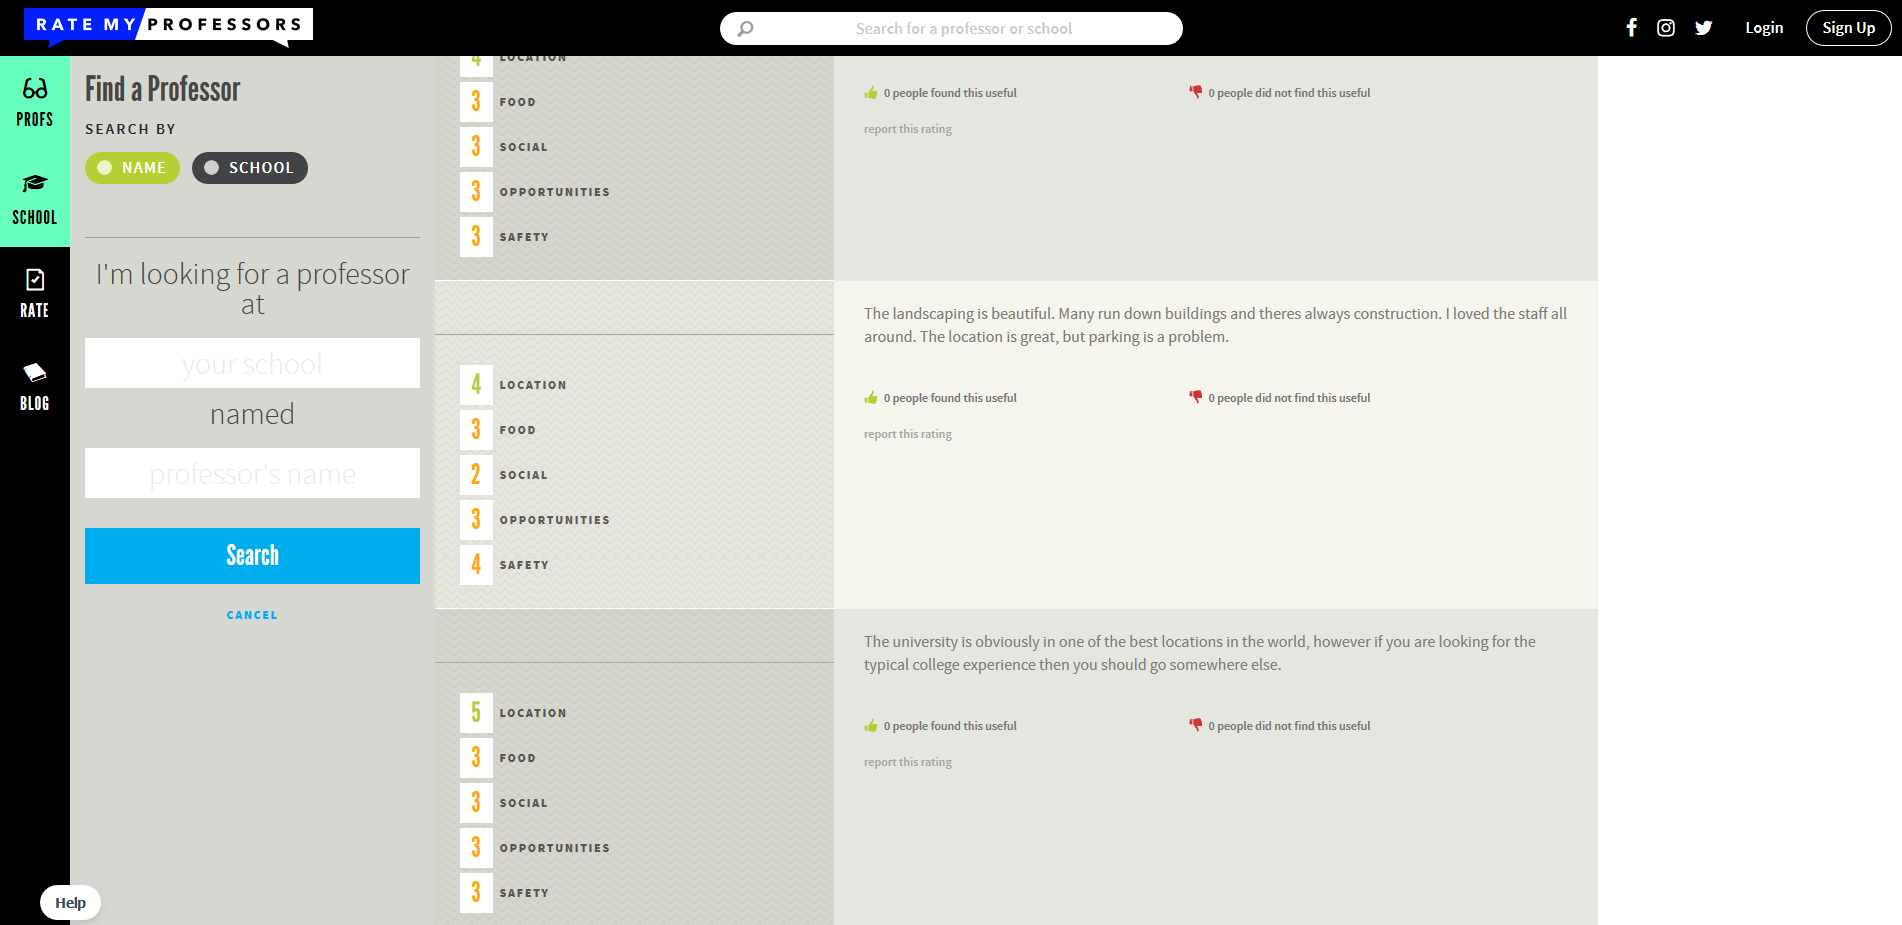 RATE MY PROFESSORS
Search for a professor or school
Login
Sign Up
PROFS
SCHOOL
RATE
BLOG
Help
Find a Professor
SEARCH BY
NAME
SCHOOL
I'm looking for a professor
at
your school
named
professor's name
Search
CANCEL
4 LOCATION
3 FOOD
3 SOCIAL
3 OPPORTUNITIES
3 SAFETY
0 people found this useful
0 people did not find this useful
report this rating
4 LOCATION
3 FOOD
2 SOCIAL
3 OPPORTUNITIES
4 SAFETY
The landscaping is beautiful. Many run down buildings and theres always construction. I loved the staff all
around. The location is great, but parking is a problem.
0 people found this useful
0 people did not find this useful
report this rating
5 LOCATION
3 FOOD
3 SOCIAL
3 OPPORTUNITIES
3 SAFETY
The university is obviously in one of the best locations in the world, however if you are looking for the
typical college experience then you should go somewhere else.
0 people found this useful
0 people did not find this useful
report this rating